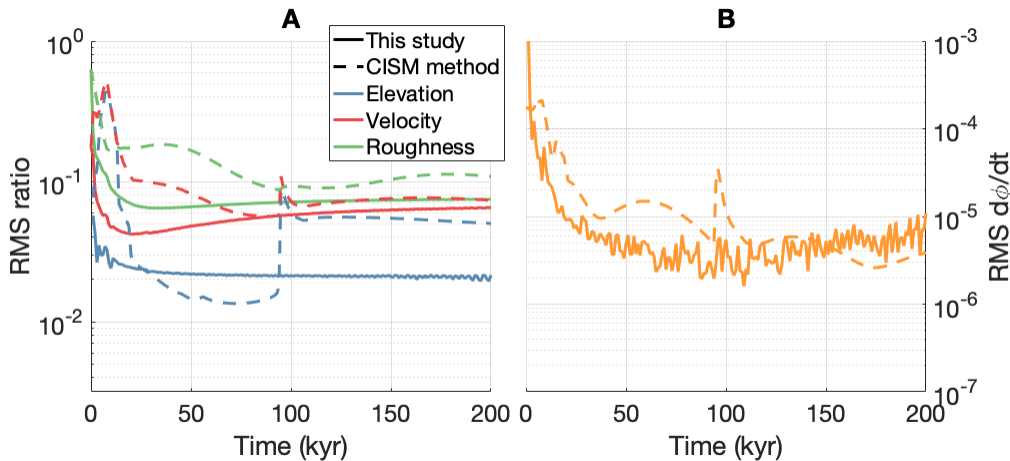 A
B
This study
CISM method
Elevation
Velocity
Roughness
10^0
10^-1
10^-2
RMS ratio
0
50
100
150
200
Time (kyr)
10^-3
10^-4
10^-5
10^-6
10^-7
RMS dϕ/dt
0
50
100
150
200
Time (kyr)